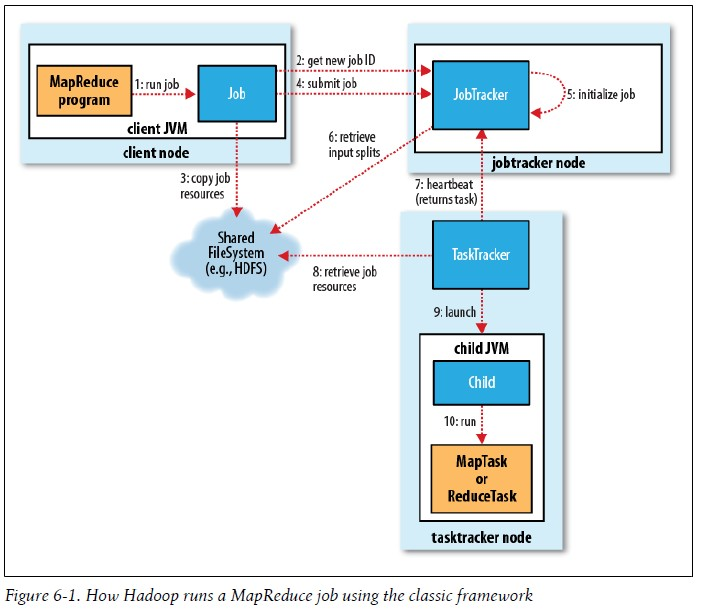 MapReduce
program
1: run job
Job
client JVM
client node
2: get new job ID
4: submit job
JobTracker
5: initialize job
jobtracker node
3: copy job
resources
6: retrieve
input splits
7: heartbeat
(returns task)
Shared
FileSystem
(e.g., HDFS)
8: retrieve job
resources
TaskTracker
9: launch
child JVM
Child
10: run
MapTask
or
ReduceTask
tasktracker node
Figure 6-1. How Hadoop runs a MapReduce job using the classic framework